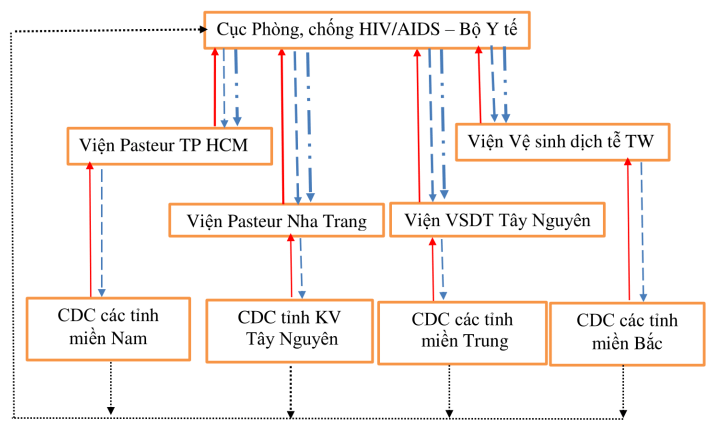 Cục Phòng, chống HIV/AIDS – Bộ Y tế
Viện Pasteur TP HCM
Viện Vệ sinh dịch tễ TW
Viện Pasteur Nha Trang
Viện VSDT Tây Nguyên
CDC các tỉnh
miền Nam
CDC tỉnh KV
Tây Nguyên
CDC các tỉnh
miền Trung
CDC các tỉnh
miền Bắc